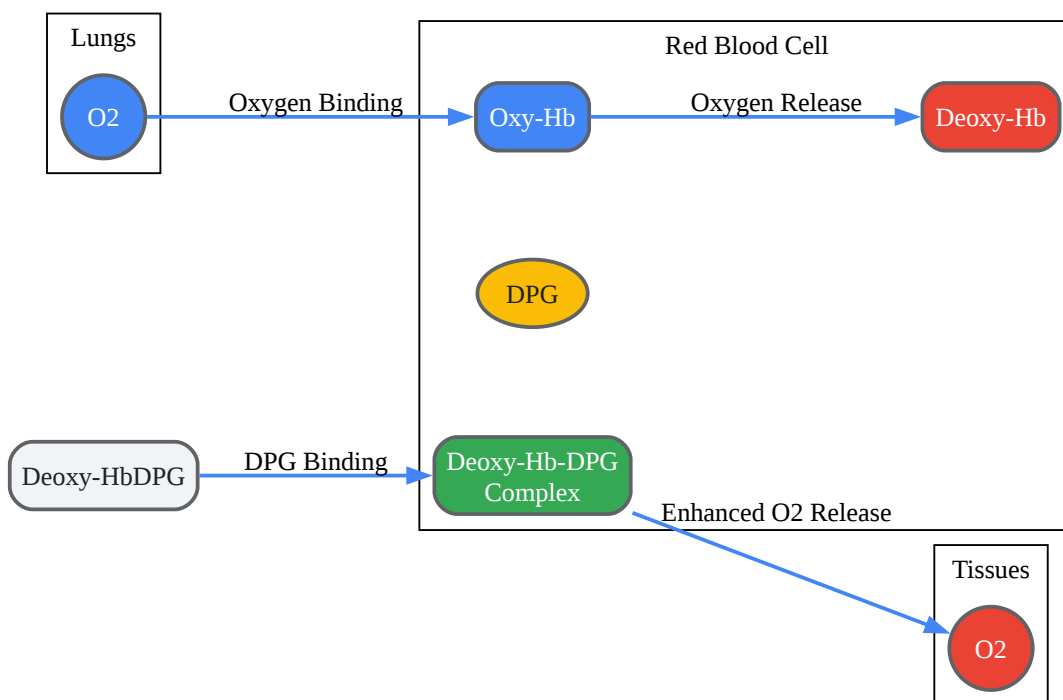 Lungs
Red Blood Cell
O2
Oxygen Binding
Oxy-Hb
Oxygen Release
Deoxy-Hb
DPG
Deoxy-HbDPG
DPG Binding
Deoxy-Hb-DPG
Complex
Enhanced O2 Release
Tissues
O2